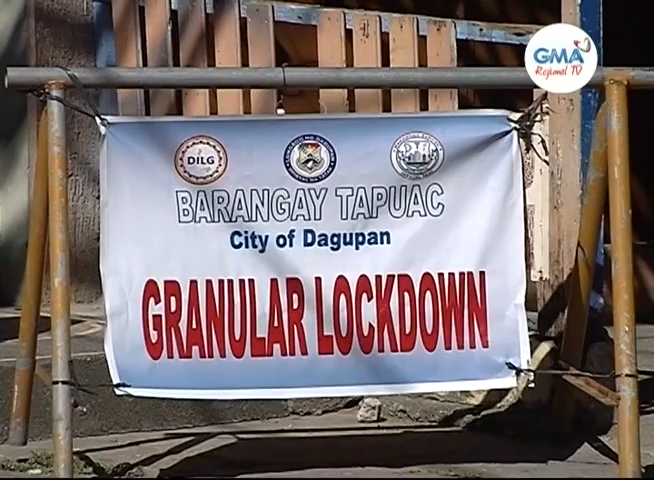 GMA
Regional TV
DILG
BARANGAY TAPUAC
City of Dagupan
GRANULAR LOCKDOWN